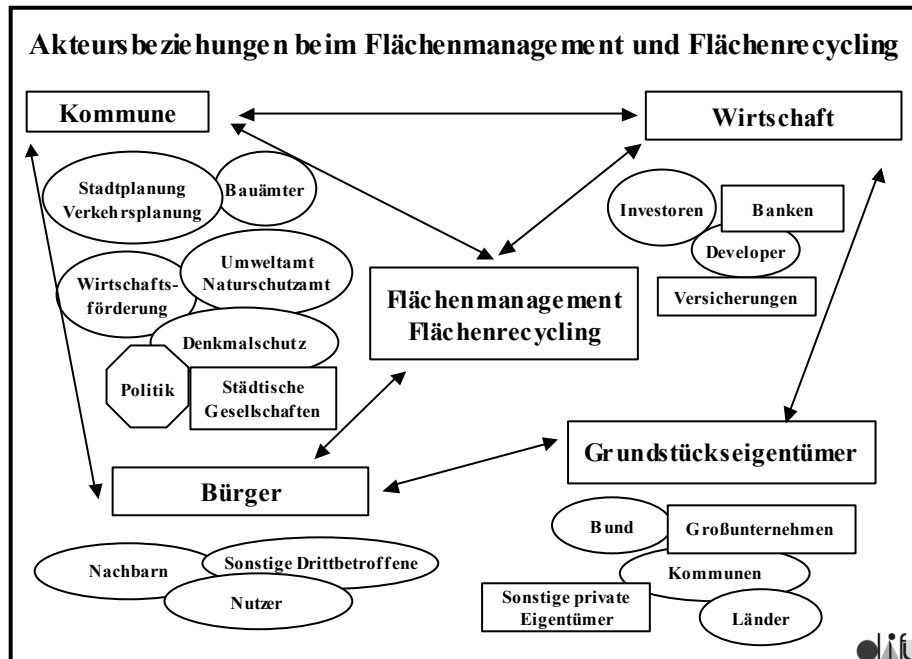 Akteursbeziehungen beim Flächenmanagement und Flächenrecycling
Kommune
Wirtschaft
Stadtplanung
Verkehrsplanung
Bauämter
Investoren
Banken
Developer
Versicherungen
Wirtschafts-
förderung
Umweltamt
Naturschutzamt
Flächenmanagement
Flächenrecycling
Denkmalschutz
Politik
Städtische
Gesellschaften
Bürger
Grundstückseigentümer
Nachbarn
Sonstige Drittbetroffene
Nutzer
Bund
Großunternehmen
Kommunen
Sonstige private
Eigentümer
Länder